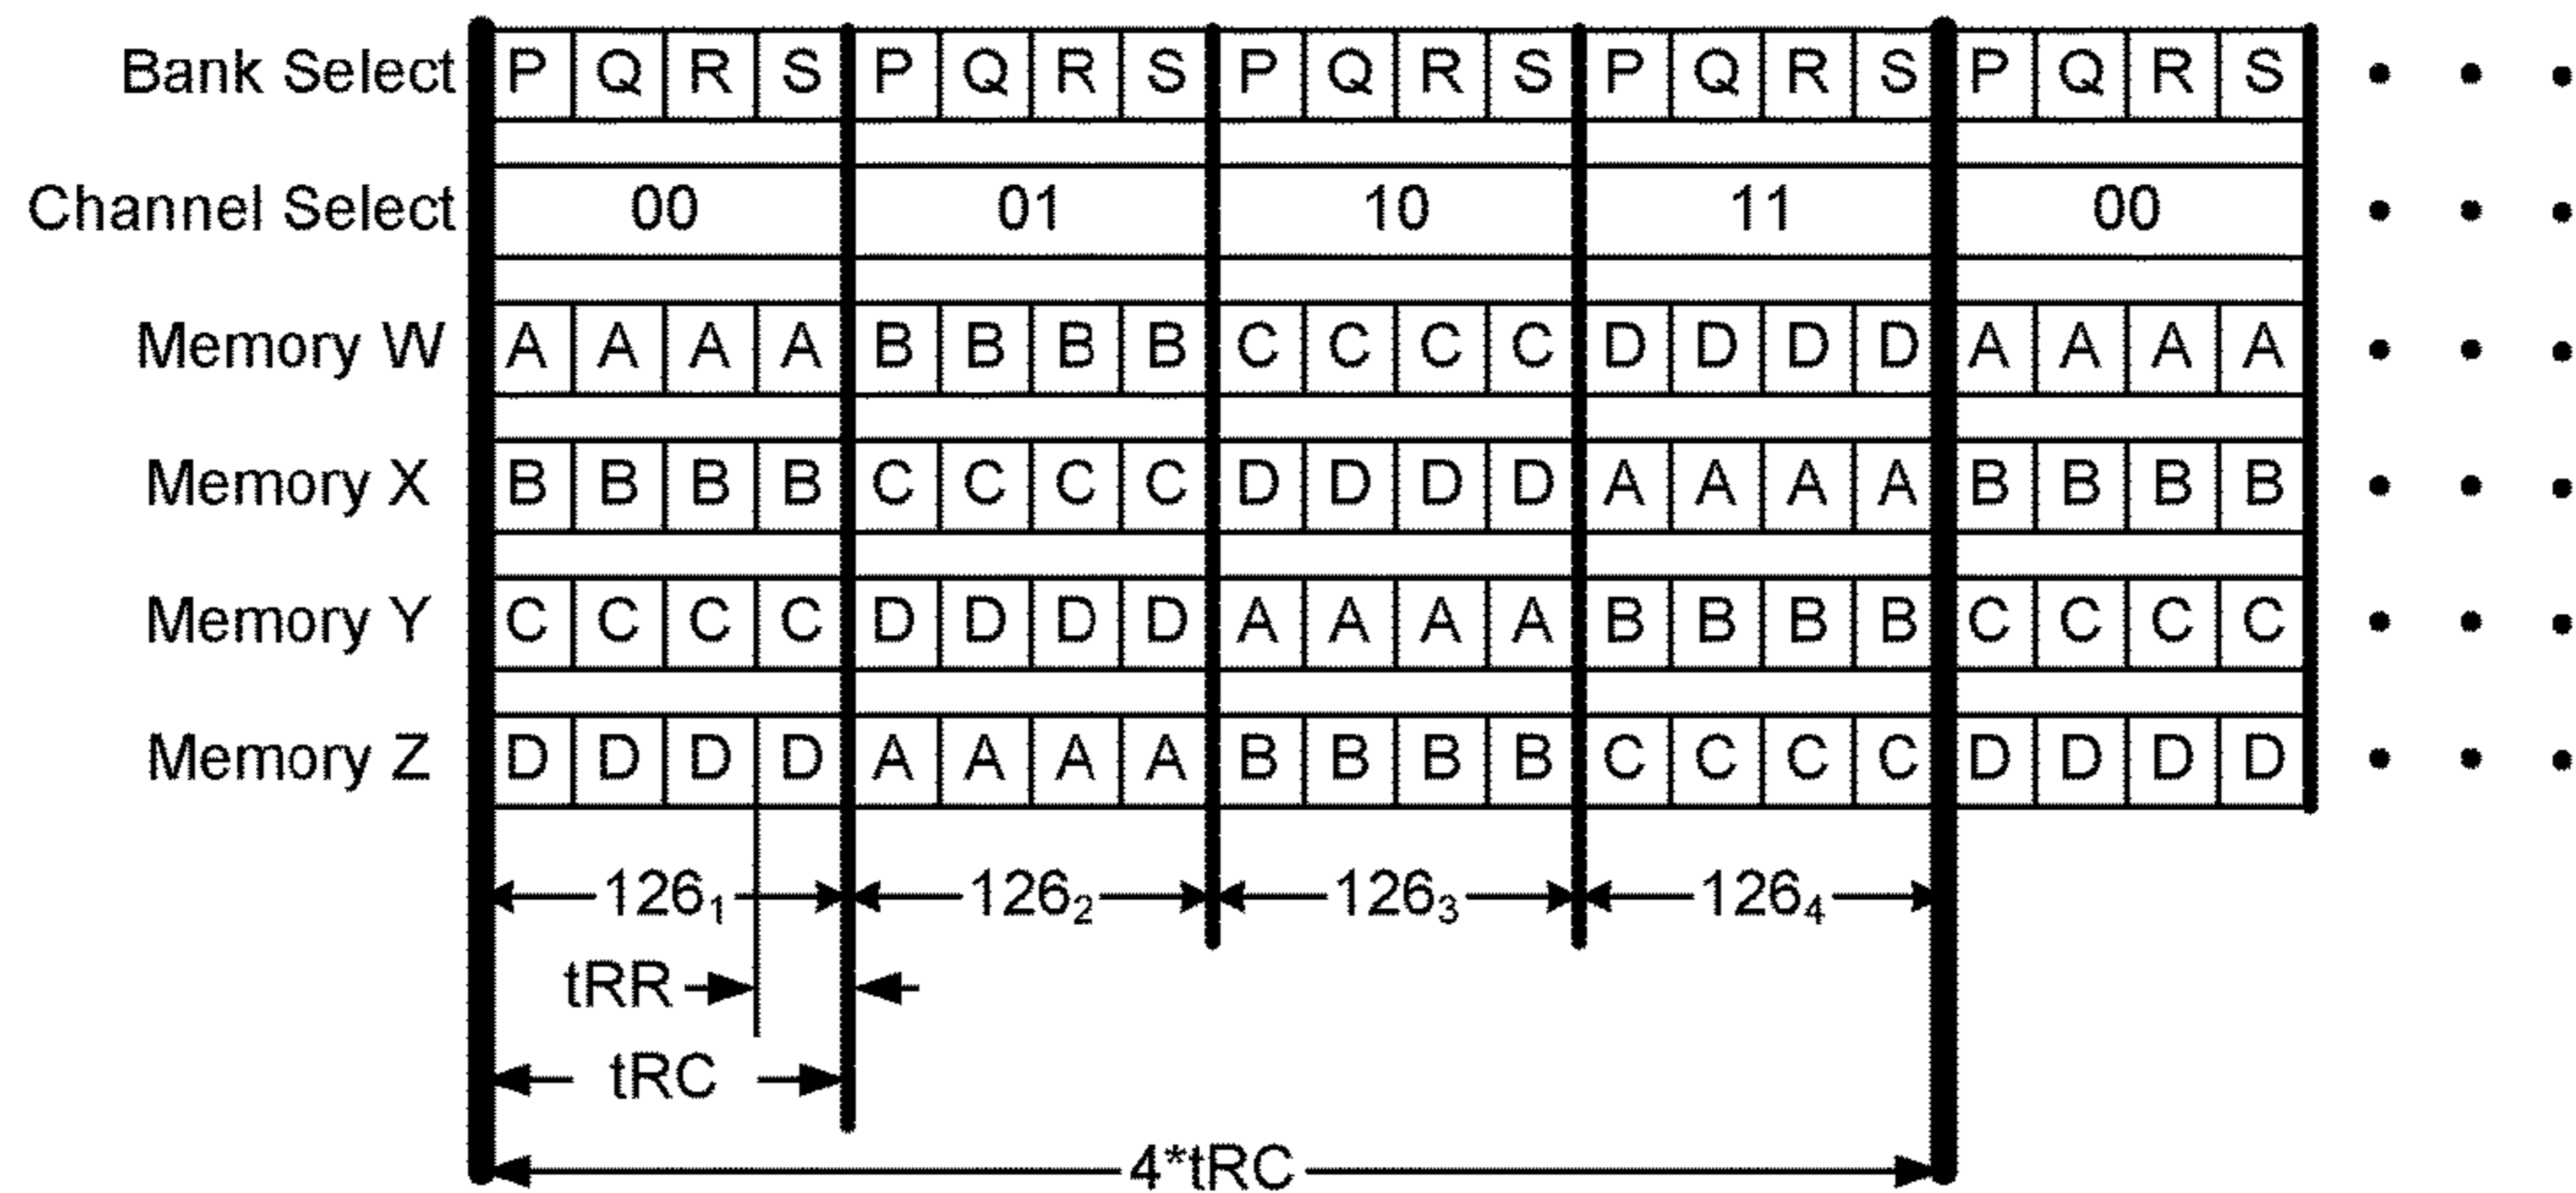 Bank Select P Q R S P Q R S P Q R S P Q R S P Q R S • • •
Channel Select 00 01 10 11 00 • • •
Memory W A A A A B B B B C C C C D D D D A A A A • • •
Memory X B B B B C C C C D D D D A A A A B B B B • • •
Memory Y C C C C D D D D A A A A B B B B C C C C • • •
Memory Z D D D D A A A A B B B B C C C C D D D D • • •
126₁ 126₂ 126₃ 126₄
tRR
tRC
4*tRC